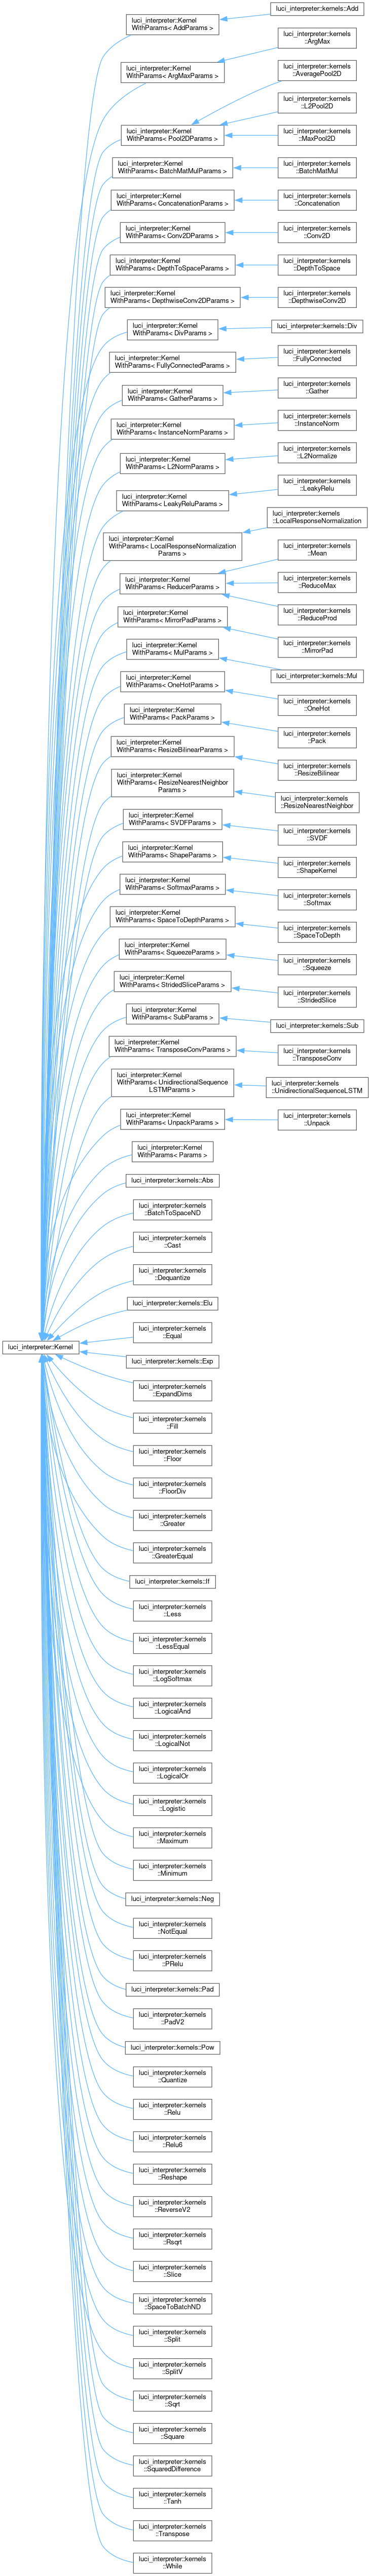 luci_interpreter::kernels::Add
luci_interpreter::Kernel
WithParams< AddParams >
luci_interpreter::kernels
::ArgMax
luci_interpreter::Kernel
WithParams< ArgMaxParams >
luci_interpreter::kernels
::AveragePool2D
luci_interpreter::kernels
::L2Pool2D
luci_interpreter::Kernel
WithParams< Pool2DParams >
luci_interpreter::kernels
::MaxPool2D
luci_interpreter::Kernel
WithParams< BatchMatMulParams >
luci_interpreter::kernels
::BatchMatMul
luci_interpreter::Kernel
WithParams< ConcatenationParams >
luci_interpreter::kernels
::Concatenation
luci_interpreter::Kernel
WithParams< Conv2DParams >
luci_interpreter::kernels
::Conv2D
luci_interpreter::Kernel
WithParams< DepthToSpaceParams >
luci_interpreter::kernels
::DepthToSpace
luci_interpreter::Kernel
WithParams< DepthwiseConv2DParams >
luci_interpreter::kernels
::DepthwiseConv2D
luci_interpreter::Kernel
WithParams< DivParams >
luci_interpreter::kernels::Div
luci_interpreter::Kernel
WithParams< FullyConnectedParams >
luci_interpreter::kernels
::FullyConnected
luci_interpreter::Kernel
WithParams< GatherParams >
luci_interpreter::kernels
::Gather
luci_interpreter::Kernel
WithParams< InstanceNormParams >
luci_interpreter::kernels
::InstanceNorm
luci_interpreter::Kernel
WithParams< L2NormParams >
luci_interpreter::kernels
::L2Normalize
luci_interpreter::Kernel
WithParams< LeakyReluParams >
luci_interpreter::kernels
::LeakyRelu
luci_interpreter::Kernel
WithParams< LocalResponseNormalization
Params >
luci_interpreter::kernels
::LocalResponseNormalization
luci_interpreter::kernels
::Mean
luci_interpreter::Kernel
WithParams< ReducerParams >
luci_interpreter::kernels
::ReduceMax
luci_interpreter::kernels
::ReduceProd
luci_interpreter::Kernel
WithParams< MirrorPadParams >
luci_interpreter::kernels
::MirrorPad
luci_interpreter::Kernel
WithParams< MulParams >
luci_interpreter::kernels::Mul
luci_interpreter::Kernel
WithParams< OneHotParams >
luci_interpreter::kernels
::OneHot
luci_interpreter::Kernel
WithParams< PackParams >
luci_interpreter::kernels
::Pack
luci_interpreter::Kernel
WithParams< ResizeBilinearParams >
luci_interpreter::kernels
::ResizeBilinear
luci_interpreter::Kernel
WithParams< ResizeNearestNeighbor
Params >
luci_interpreter::kernels
::ResizeNearestNeighbor
luci_interpreter::Kernel
WithParams< SVDFParams >
luci_interpreter::kernels
::SVDF
luci_interpreter::Kernel
WithParams< ShapeParams >
luci_interpreter::kernels
::ShapeKernel
luci_interpreter::Kernel
WithParams< SoftmaxParams >
luci_interpreter::kernels
::Softmax
luci_interpreter::Kernel
WithParams< SpaceToDepthParams >
luci_interpreter::kernels
::SpaceToDepth
luci_interpreter::Kernel
WithParams< SqueezeParams >
luci_interpreter::kernels
::Squeeze
luci_interpreter::Kernel
WithParams< StridedSliceParams >
luci_interpreter::kernels
::StridedSlice
luci_interpreter::Kernel
WithParams< SubParams >
luci_interpreter::kernels::Sub
luci_interpreter::Kernel
WithParams< TransposeConvParams >
luci_interpreter::kernels
::TransposeConv
luci_interpreter::Kernel
WithParams< UnidirectionalSequence
LSTMParams >
luci_interpreter::kernels
::UnidirectionalSequenceLSTM
luci_interpreter::Kernel
WithParams< UnpackParams >
luci_interpreter::kernels
::Unpack
luci_interpreter::Kernel
WithParams< Params >
luci_interpreter::kernels::Abs
luci_interpreter::kernels
::BatchToSpaceND
luci_interpreter::kernels
::Cast
luci_interpreter::kernels
::Dequantize
luci_interpreter::kernels::Elu
luci_interpreter::kernels
::Equal
luci_interpreter::Kernel
luci_interpreter::kernels::Exp
luci_interpreter::kernels
::ExpandDims
luci_interpreter::kernels
::Fill
luci_interpreter::kernels
::Floor
luci_interpreter::kernels
::FloorDiv
luci_interpreter::kernels
::Greater
luci_interpreter::kernels
::GreaterEqual
luci_interpreter::kernels::If
luci_interpreter::kernels
::Less
luci_interpreter::kernels
::LessEqual
luci_interpreter::kernels
::LogSoftmax
luci_interpreter::kernels
::LogicalAnd
luci_interpreter::kernels
::LogicalNot
luci_interpreter::kernels
::LogicalOr
luci_interpreter::kernels
::Logistic
luci_interpreter::kernels
::Maximum
luci_interpreter::kernels
::Minimum
luci_interpreter::kernels::Neg
luci_interpreter::kernels
::NotEqual
luci_interpreter::kernels
::PRelu
luci_interpreter::kernels::Pad
luci_interpreter::kernels
::PadV2
luci_interpreter::kernels::Pow
luci_interpreter::kernels
::Quantize
luci_interpreter::kernels
::Relu
luci_interpreter::kernels
::Relu6
luci_interpreter::kernels
::Reshape
luci_interpreter::kernels
::ReverseV2
luci_interpreter::kernels
::Rsqrt
luci_interpreter::kernels
::Slice
luci_interpreter::kernels
::SpaceToBatchND
luci_interpreter::kernels
::Split
luci_interpreter::kernels
::SplitV
luci_interpreter::kernels
::Sqrt
luci_interpreter::kernels
::Square
luci_interpreter::kernels
::SquaredDifference
luci_interpreter::kernels
::Tanh
luci_interpreter::kernels
::Transpose
luci_interpreter::kernels
::While